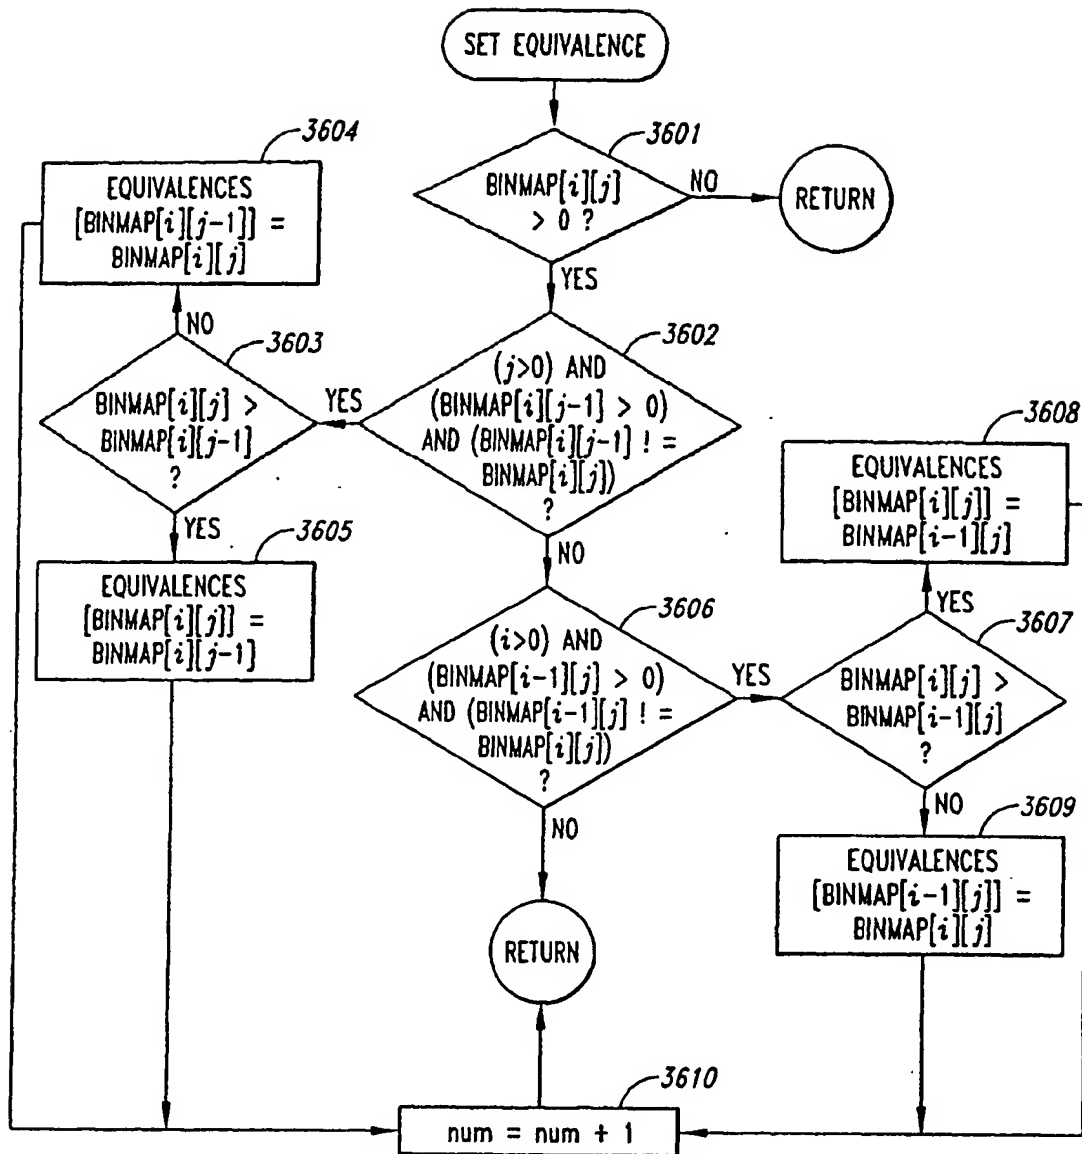 SET EQUIVALENCE
3601
BINMAP[i][j]
> 0 ?
NO
RETURN
YES
3604
EQUIVALENCES
[BINMAP[i][j-1]] =
BINMAP[i][j]
NO
3603
BINMAP[i][j] >
BINMAP[i][j-1]
?
YES
3602
(j>0) AND
(BINMAP[i][j-1] > 0)
AND (BINMAP[i][j-1] ! =
BINMAP[i][j])
?
YES
NO
3605
EQUIVALENCES
[BINMAP[i][j]] =
BINMAP[i][j-1]
3606
(i>0) AND
(BINMAP[i-1][j] > 0)
AND (BINMAP[i-1][j] ! =
BINMAP[i][j])
?
YES
NO
3608
EQUIVALENCES
[BINMAP[i][j]] =
BINMAP[i-1][j]
YES
3607
BINMAP[i][j] >
BINMAP[i-1][j]
?
NO
3609
EQUIVALENCES
[BINMAP[i-1][j]] =
BINMAP[i][j]
RETURN
3610
num = num + 1